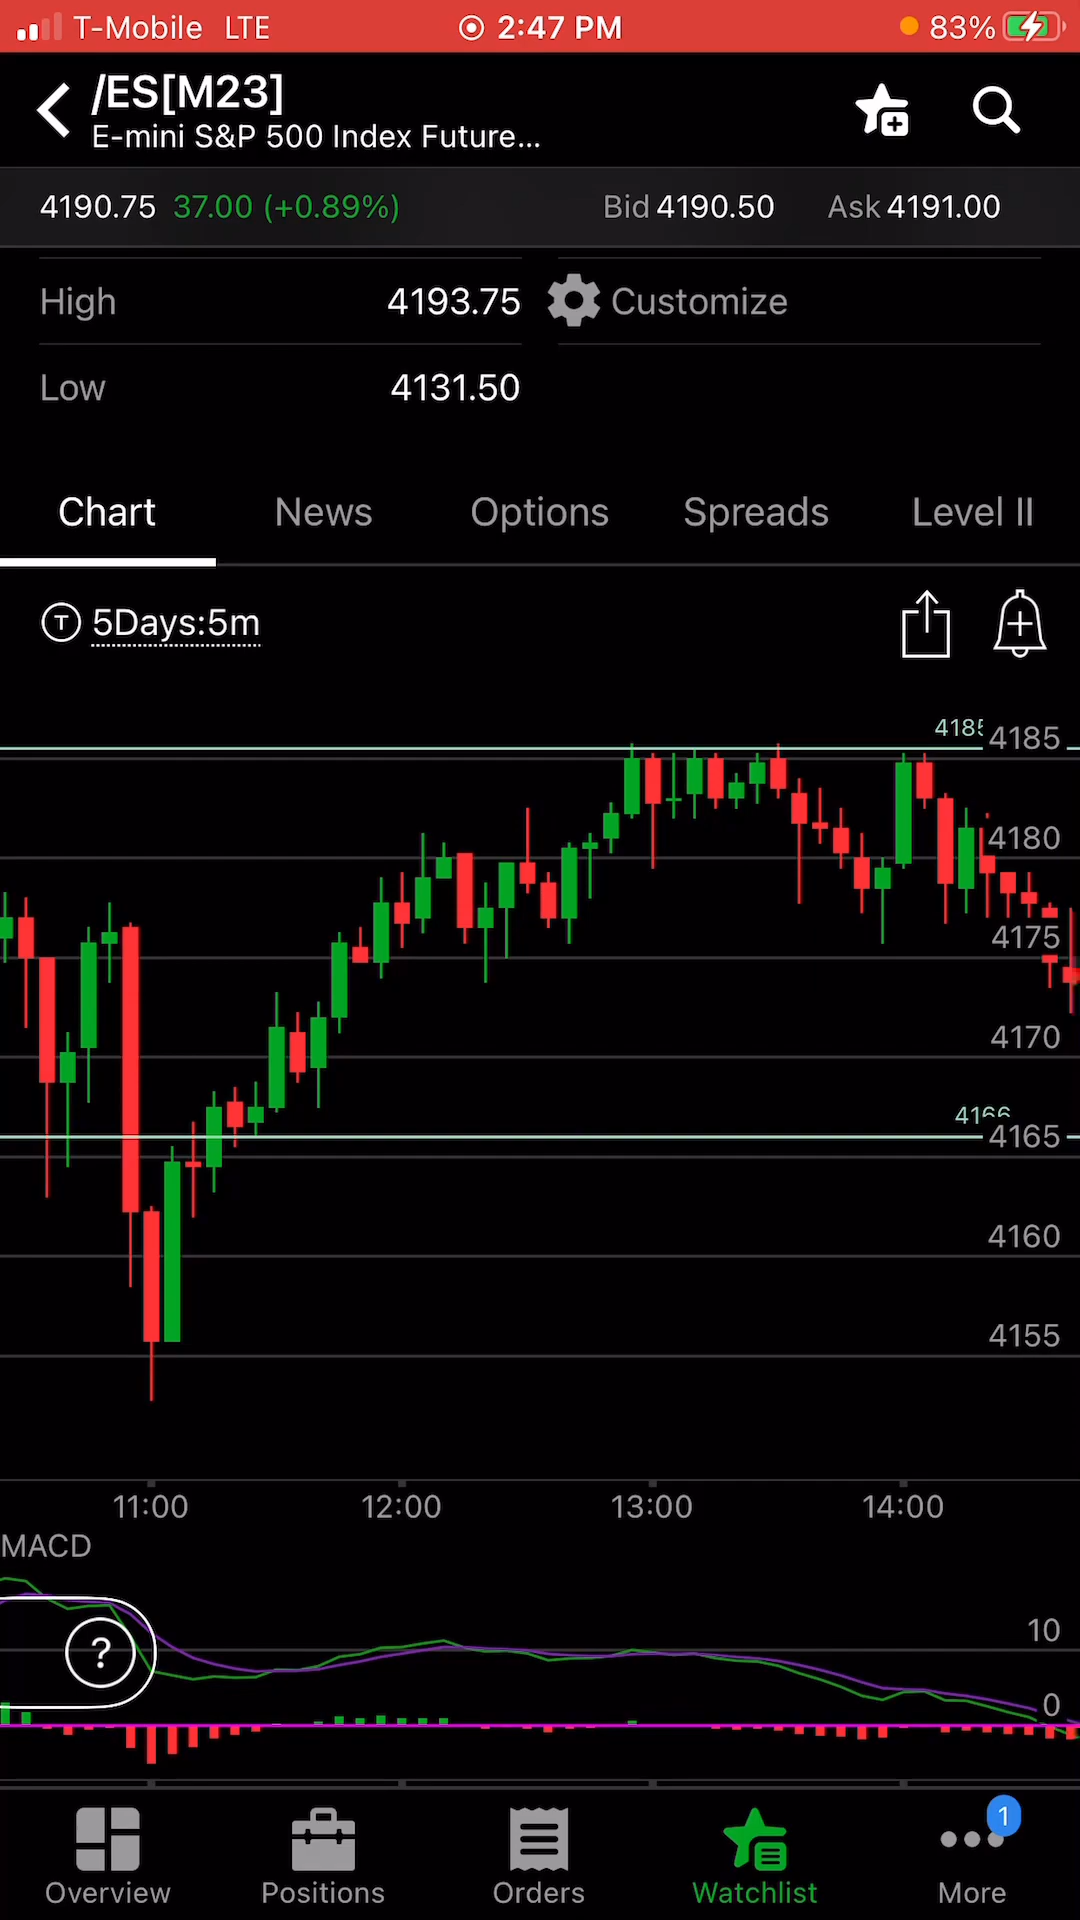 T-Mobile LTE 2:47 PM 83%
/ES[M23]
E-mini S&P 500 Index Future...
4190.75 37.00 (+0.89%) Bid 4190.50 Ask 4191.00
High 4193.75 Customize
Low 4131.50
Chart News Options Spreads Level II
T 5Days:5m
4185
4185
4180
4175
4170
4166
4165
4160
4155
11:00 12:00 13:00 14:00
MACD
10
?
0
1
Overview Positions Orders Watchlist More